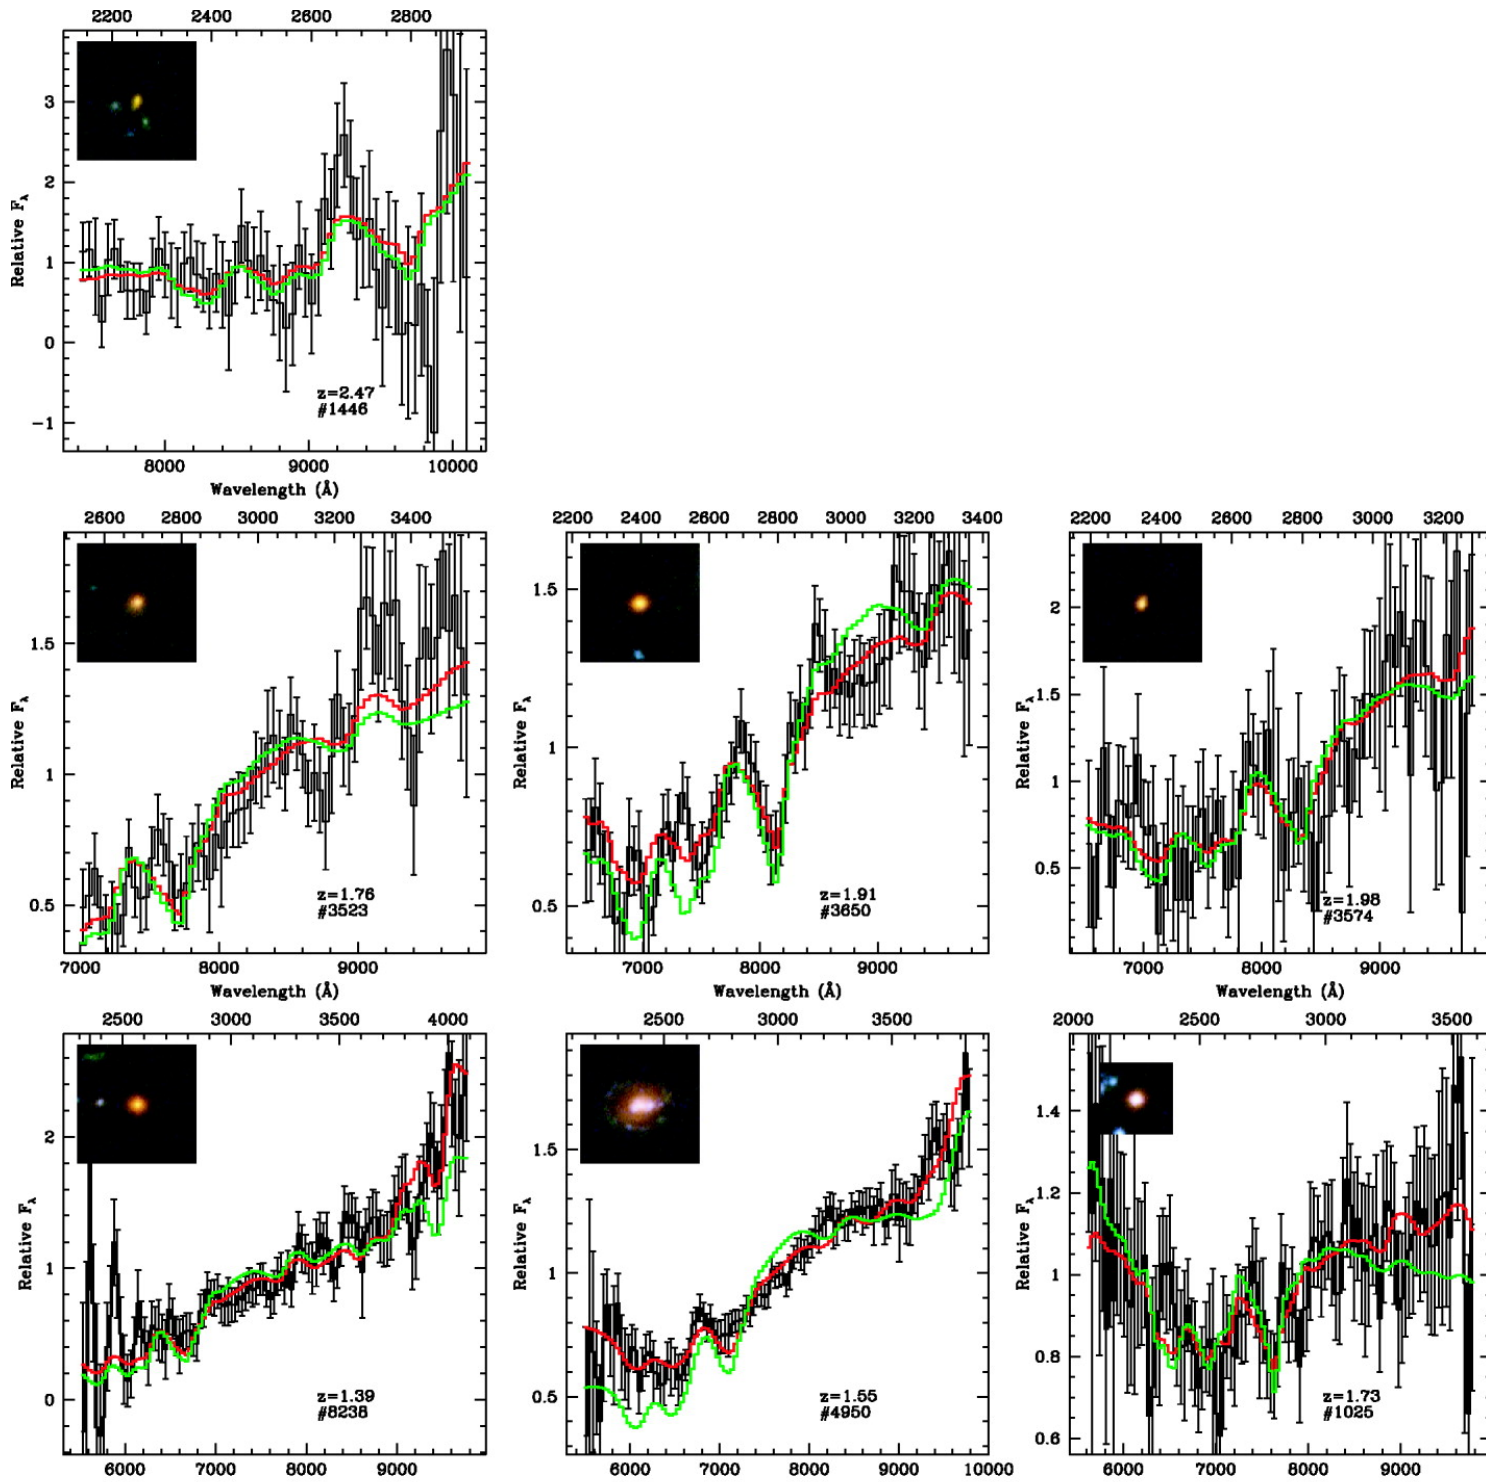 2200 2400 2600 2800
3
2
1
0
−1
Relative Fλ
z=2.47
#1446
8000 9000 10000
Wavelength (Å)
2600 2800 3000 3200 3400
1.5
1
0.5
Relative Fλ
z=1.76
#3523
7000 8000 9000
Wavelength (Å)
2200 2400 2600 2800 3000 3200 3400
1.5
1
0.5
Relative Fλ
z=1.91
#3650
7000 8000 9000
Wavelength (Å)
2200 2400 2600 2800 3000 3200
2
1.5
1
0.5
Relative Fλ
z=1.98
#3574
7000 8000 9000
Wavelength (Å)
2500 3000 3500 4000
2
1
0
Relative Fλ
z=1.39
#8238
6000 7000 8000 9000
2500 3000 3500
1.5
1
0.5
Relative Fλ
z=1.55
#4950
6000 7000 8000 9000 10000
2000 2500 3000 3500
1.4
1.2
1
0.8
0.6
Relative Fλ
z=1.73
#1025
6000 7000 8000 9000